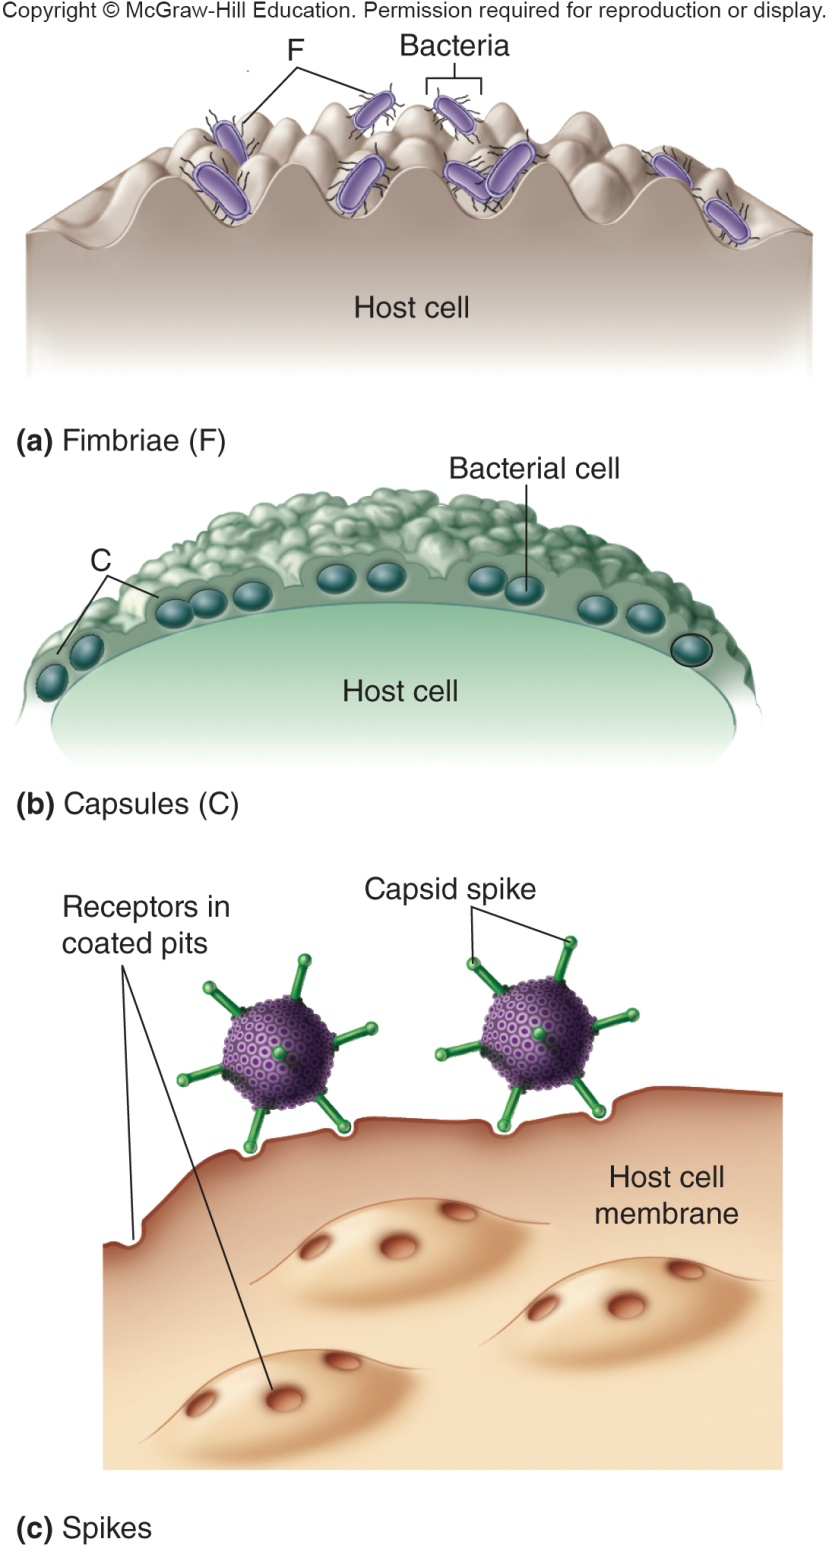 Copyright © McGraw-Hill Education. Permission required for reproduction or display.
F
Bacteria
Host cell
(a) Fimbriae (F)
Bacterial cell
C
Host cell
(b) Capsules (C)
Capsid spike
Receptors in
coated pits
Host cell
membrane
(c) Spikes